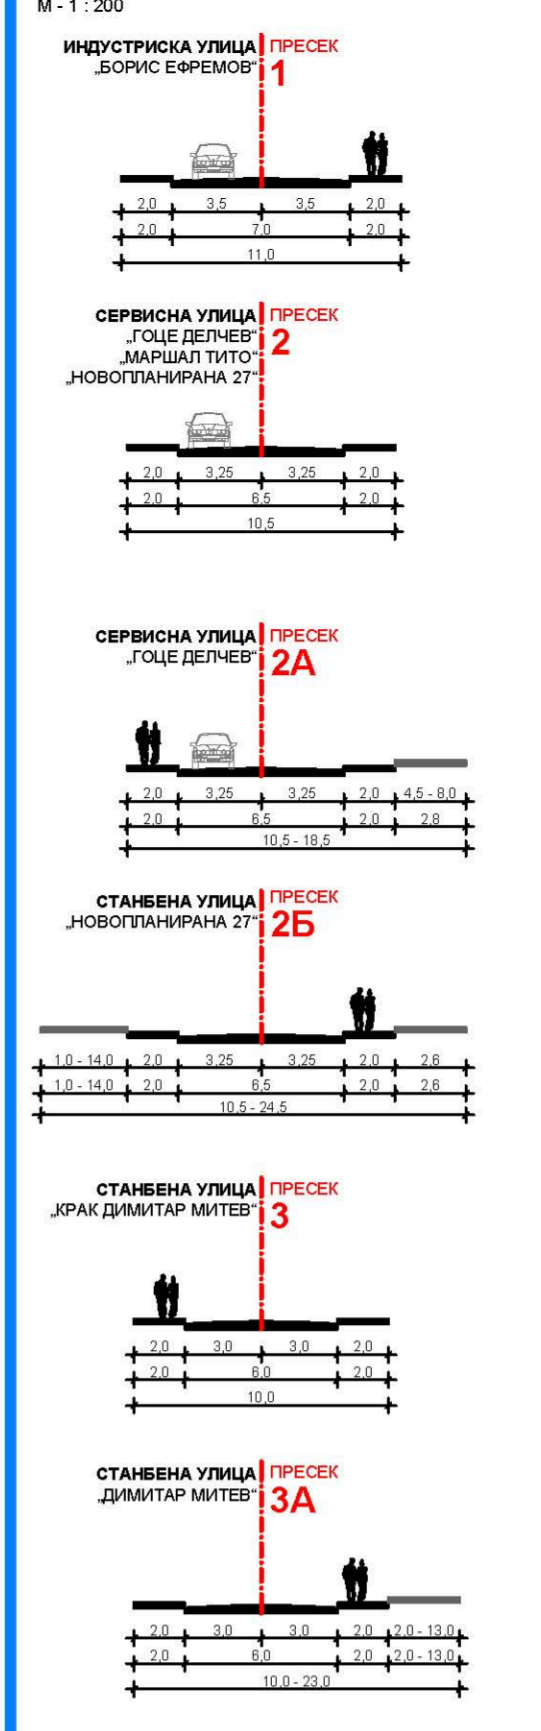 М - 1 : 200
ИНДУСТРИСКА УЛИЦА ПРЕСЕК
„БОРИС ЕФРЕМОВ“ 1
2,0 3,5 3,5 2,0
2,0 7,0 2,0
11,0
СЕРВИСНА УЛИЦА ПРЕСЕК
„ГОЦЕ ДЕЛЧЕВ“ 2
„МАРШАЛ ТИТО“
„НОВОПЛАНИРАНА 27“
2,0 3,25 3,25 2,0
2,0 6,5 2,0
10,5
СЕРВИСНА УЛИЦА ПРЕСЕК
„ГОЦЕ ДЕЛЧЕВ“ 2А
2,0 3,25 3,25 2,0 4,5 - 8,0
2,0 6,5 2,0 2,8
10,5 - 18,5
СТАНБЕНА УЛИЦА ПРЕСЕК
„НОВОПЛАНИРАНА 27“ 2Б
1,0 - 14,0 2,0 3,25 3,25 2,0 2,6
1,0 - 14,0 2,0 6,5 2,0 2,6
10,5 - 24,5
СТАНБЕНА УЛИЦА ПРЕСЕК
„КРАК ДИМИТАР МИТЕВ“ 3
2,0 3,0 3,0 2,0
2,0 6,0 2,0
10,0
СТАНБЕНА УЛИЦА ПРЕСЕК
„ДИМИТАР МИТЕВ“ 3А
2,0 3,0 3,0 2,0 2,0 - 13,0
2,0 6,0 2,0 2,0 - 13,0
10,0 - 23,0